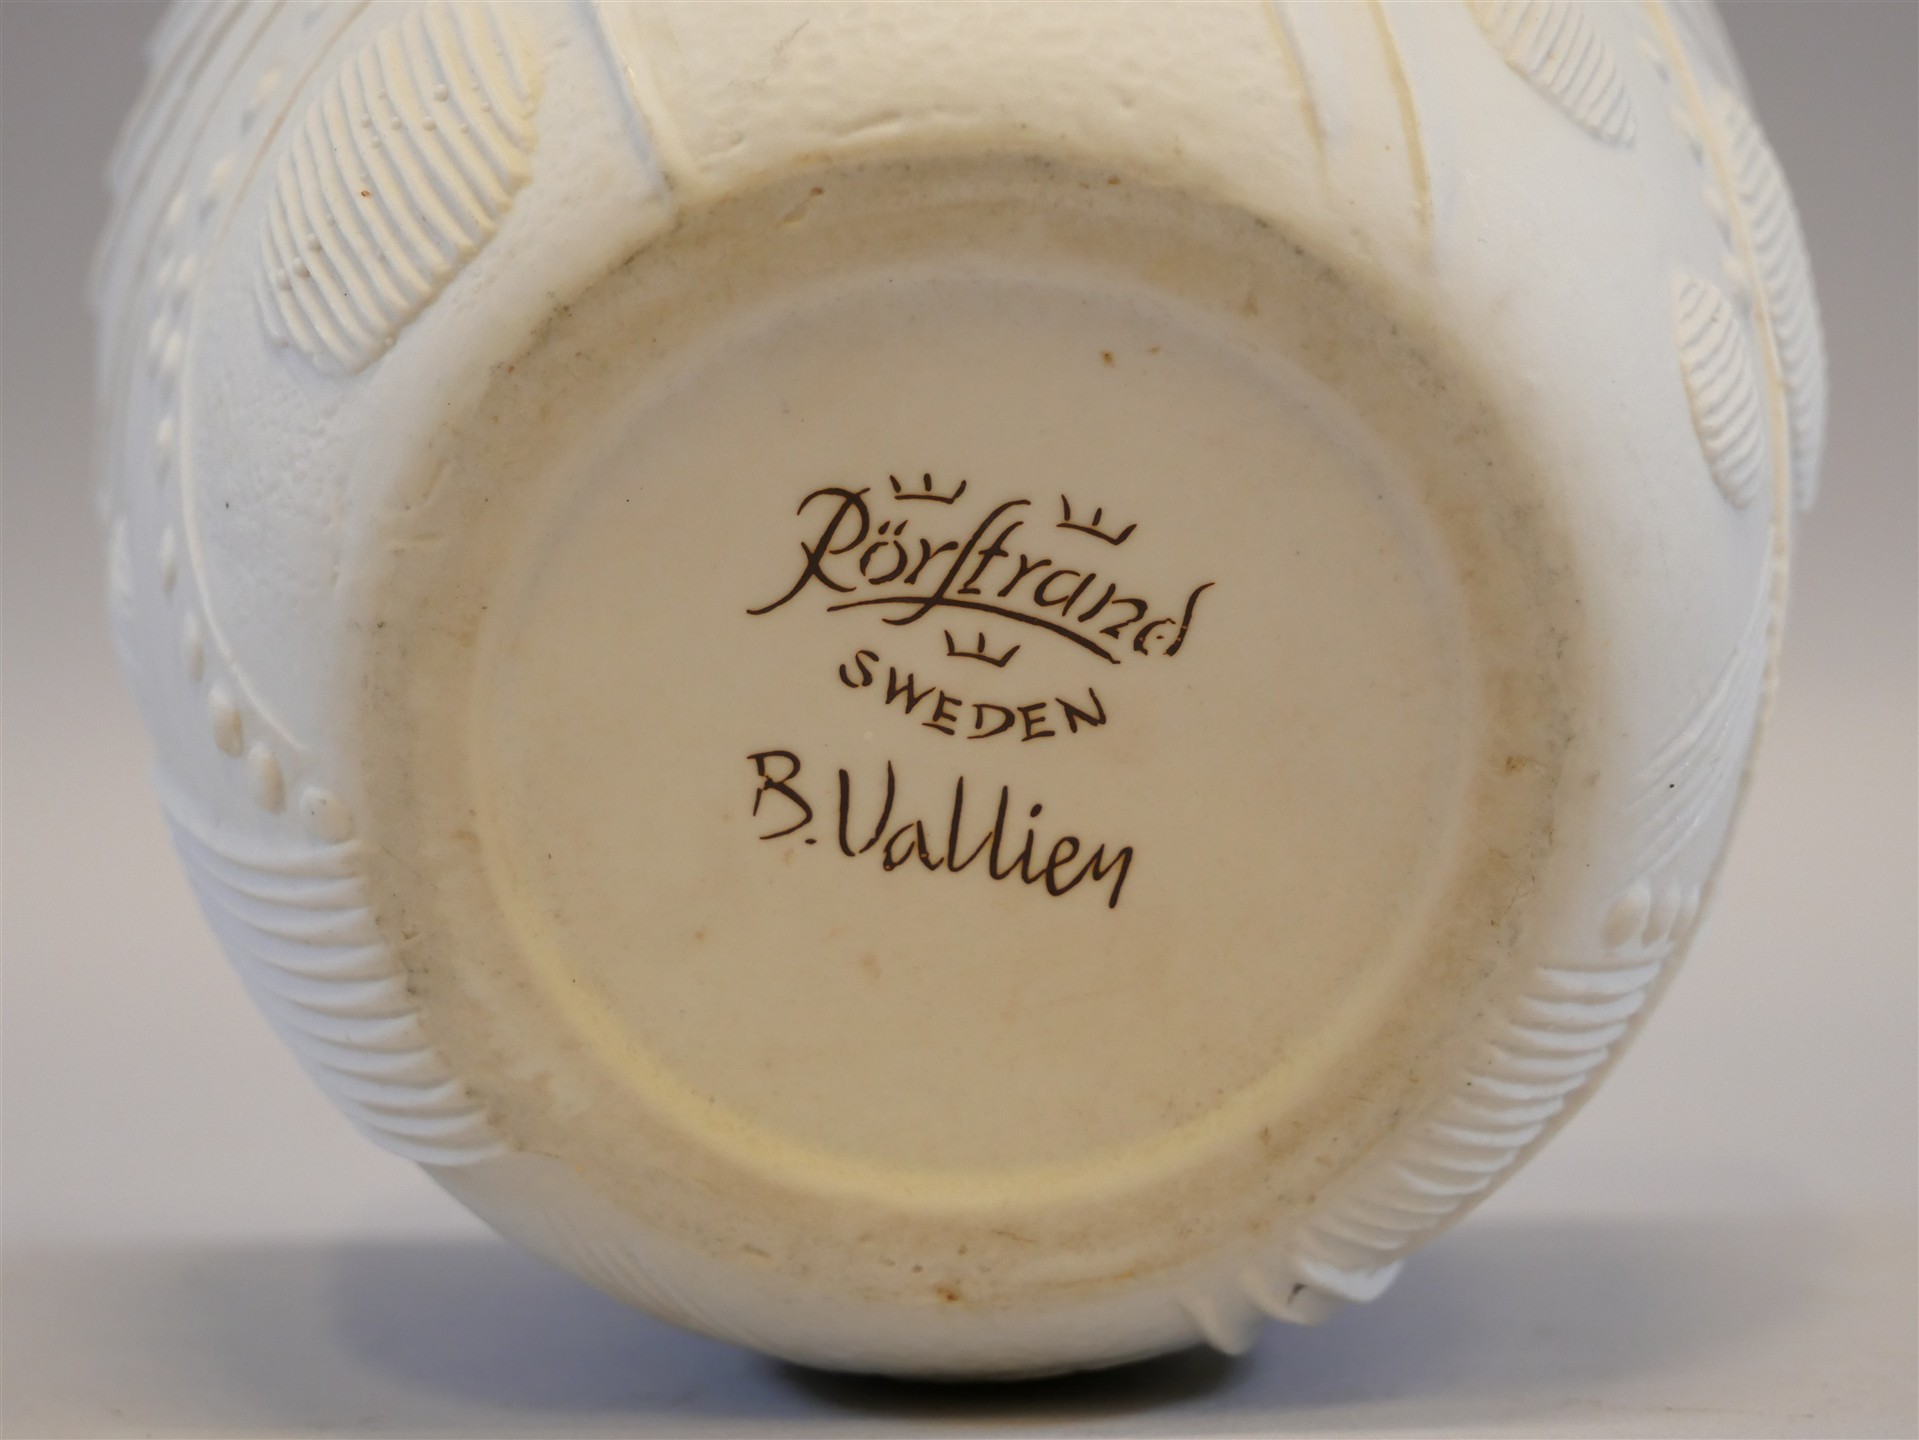 Rörstrand
SWEDEN
B. Vallien